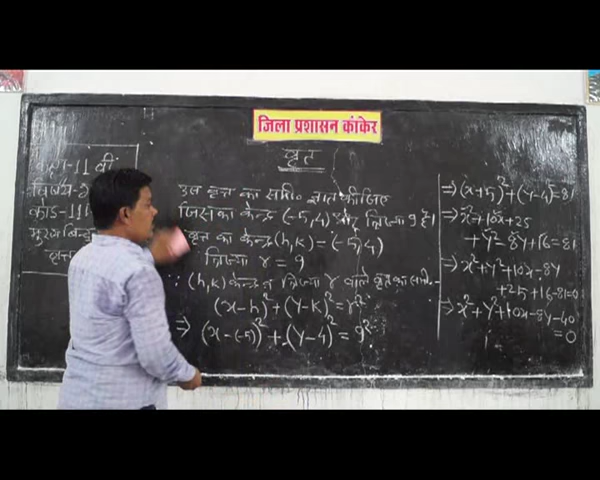 जिला प्रशासन कांकेर
वृत्त
कक्षा-11 वीं
कोड-11
उस वृत्त का समी० ज्ञात कीजिए
जिसका केन्द्र (-5,4) और त्रिज्या 9 है।
वृत्त का केन्द्र (h,k) = (-5,4)
त्रिज्या r = 9
∵ (h,k) केन्द्र व त्रिज्या r वाले वृत्त का समी.-
(x-h)² + (y-k)² = r²
⇒ (x-(-5))² + (y-4)² = 9²
⇒ (x+5)² + (y-4)² = 81
⇒ x²+10x+25
+ y²-8y+16 = 81
⇒ x²+y²+10x-8y
+25+16-81=0
⇒ x²+y²+10x-8y-40
= 0